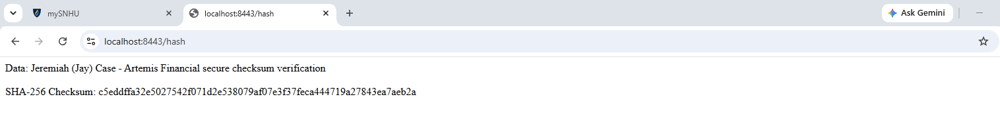 mySNHU
localhost:8443/hash
Ask Gemini
localhost:8443/hash
Data: Jeremiah (Jay) Case - Artemis Financial secure checksum verification
SHA-256 Checksum: c5eddffa32e5027542f071d2e538079af07e3f37feca444719a27843ea7aeb2a